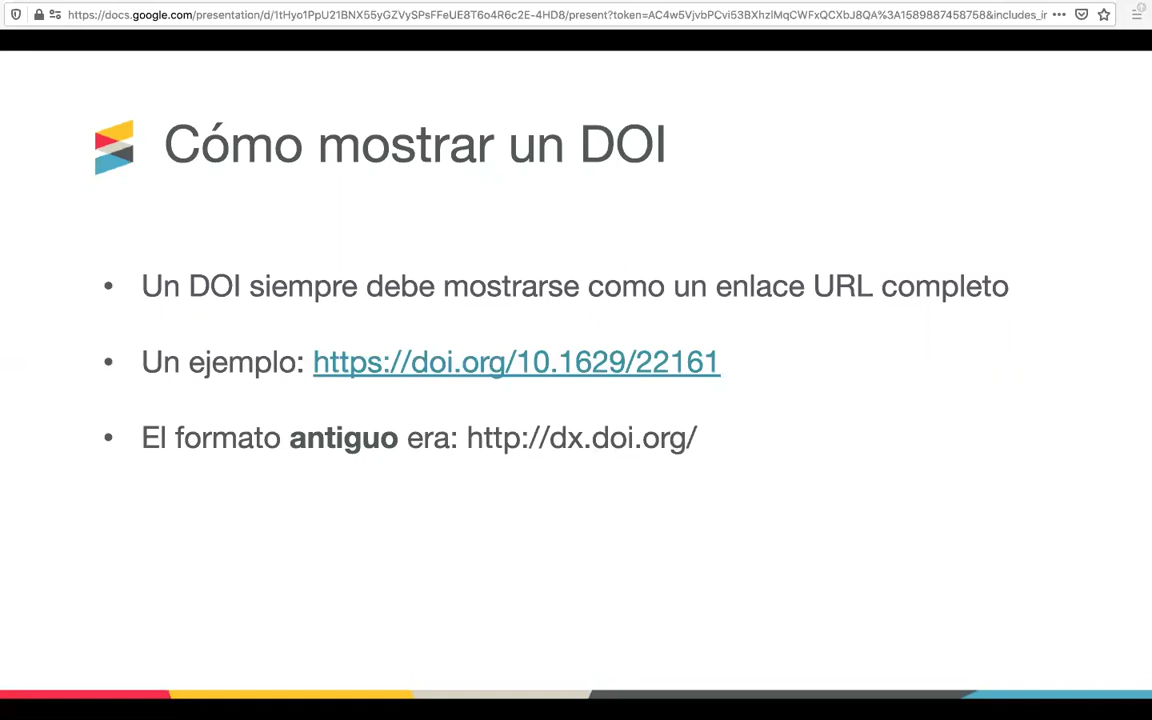 https://docs.google.com/presentation/d/1tHyo1PpU21BNX55yGZVySPsFFeUE8T6o4R6c2E-4HD8/present?token=AC4w5VjvbPCvi53BXhzlMqCWFxQCXbJ8QA%3A1589887458758&includes_ir
Cómo mostrar un DOI
• Un DOI siempre debe mostrarse como un enlace URL completo
• Un ejemplo: https://doi.org/10.1629/22161
• El formato antiguo era: http://dx.doi.org/